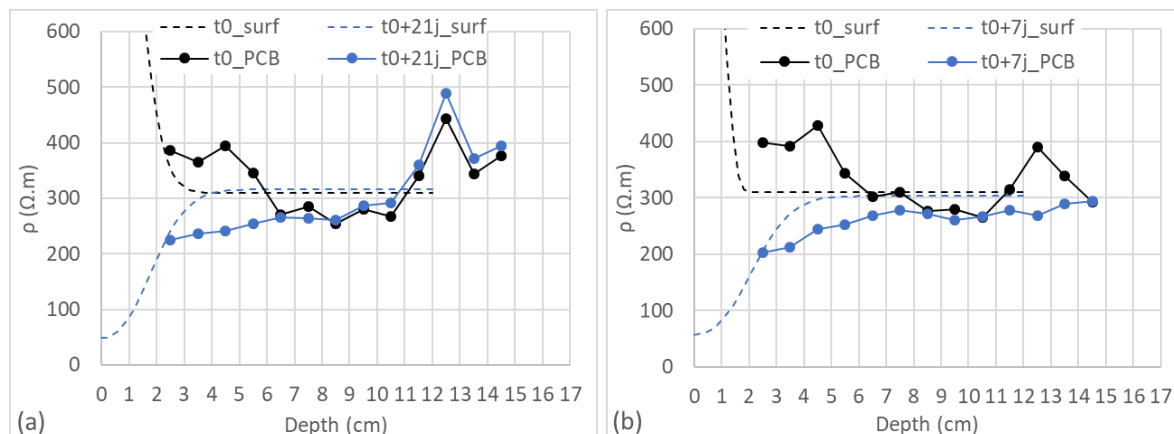 t0_surf t0+21j_surf
t0_PCB t0+21j_PCB
600
500
400
300
200
100
0
ρ (Ω.m)
0 1 2 3 4 5 6 7 8 9 10 11 12 13 14 15 16 17
Depth (cm)
(a)
t0_surf t0+7j_surf
t0_PCB t0+7j_PCB
600
500
400
300
200
100
0
ρ (Ω.m)
0 1 2 3 4 5 6 7 8 9 10 11 12 13 14 15 16 17
Depth (cm)
(b)